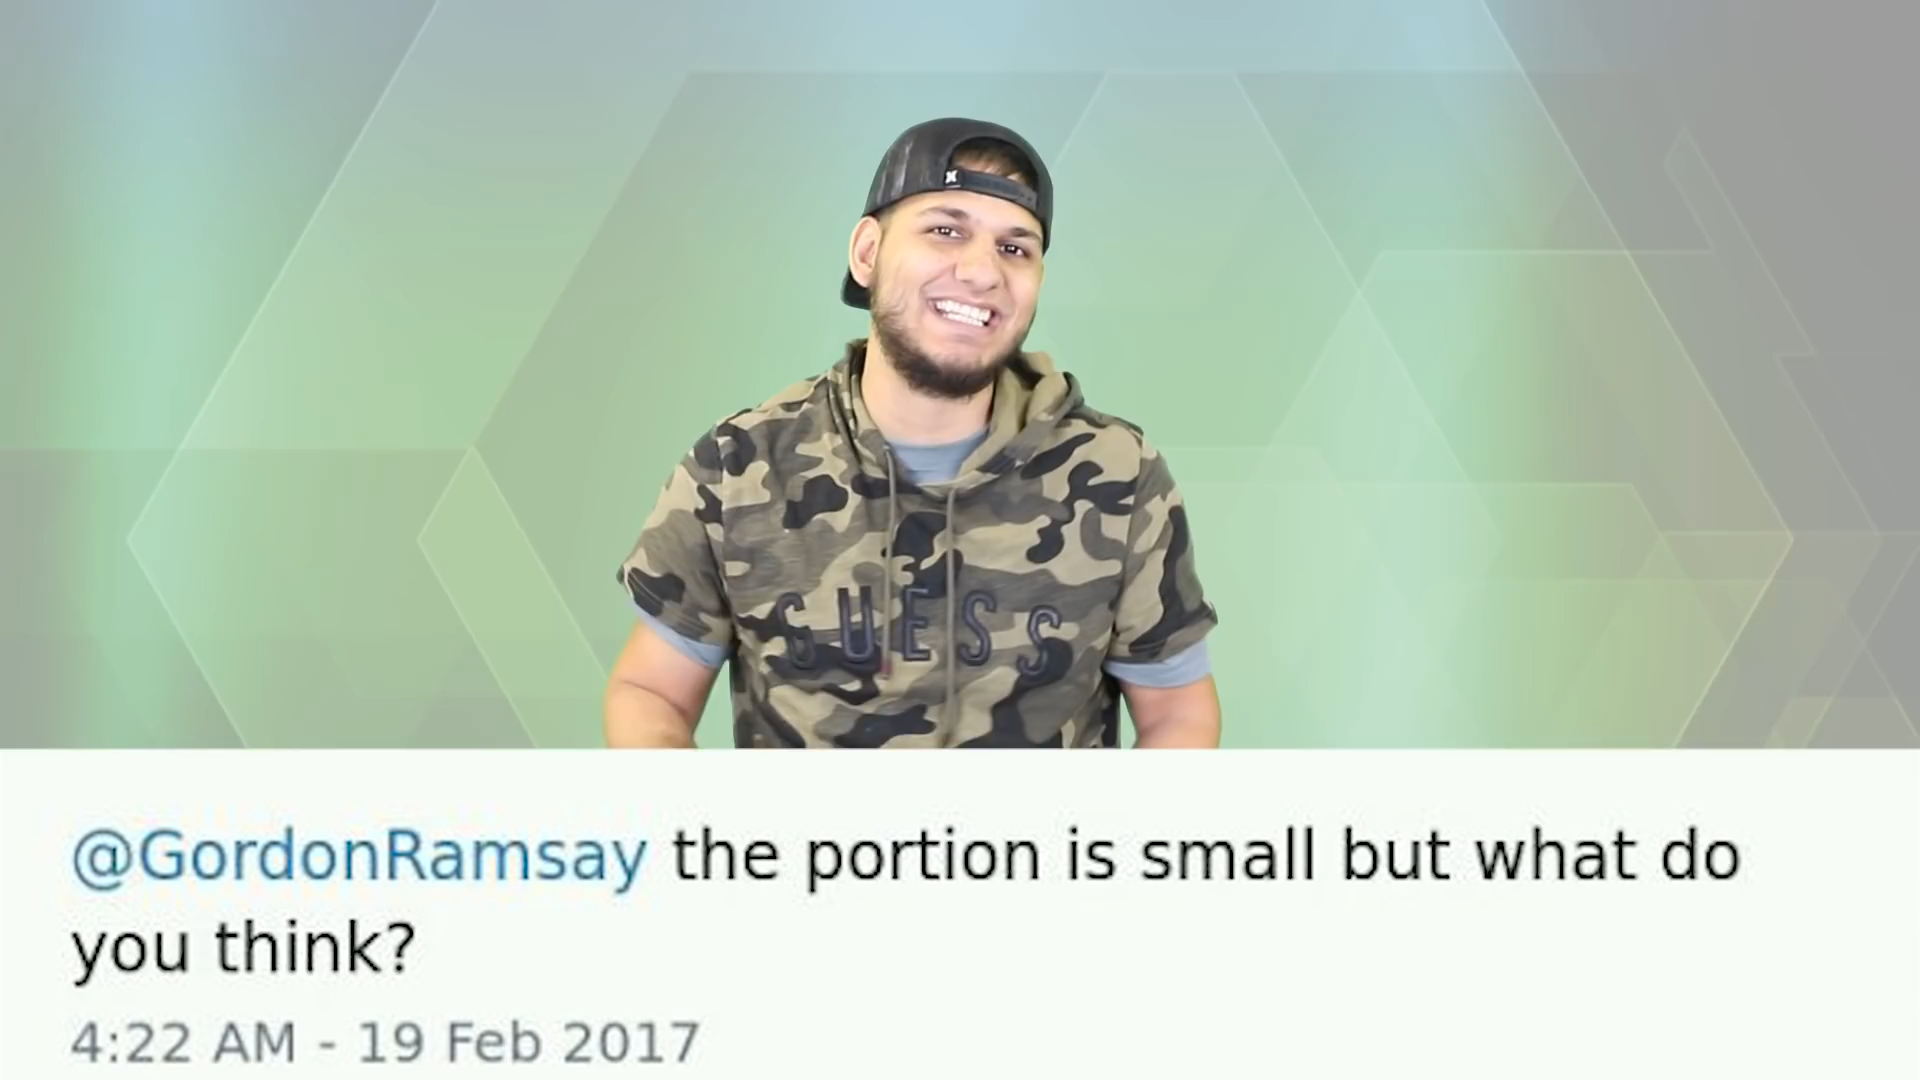 GUESS
@GordonRamsay the portion is small but what do
you think?
4:22 AM - 19 Feb 2017